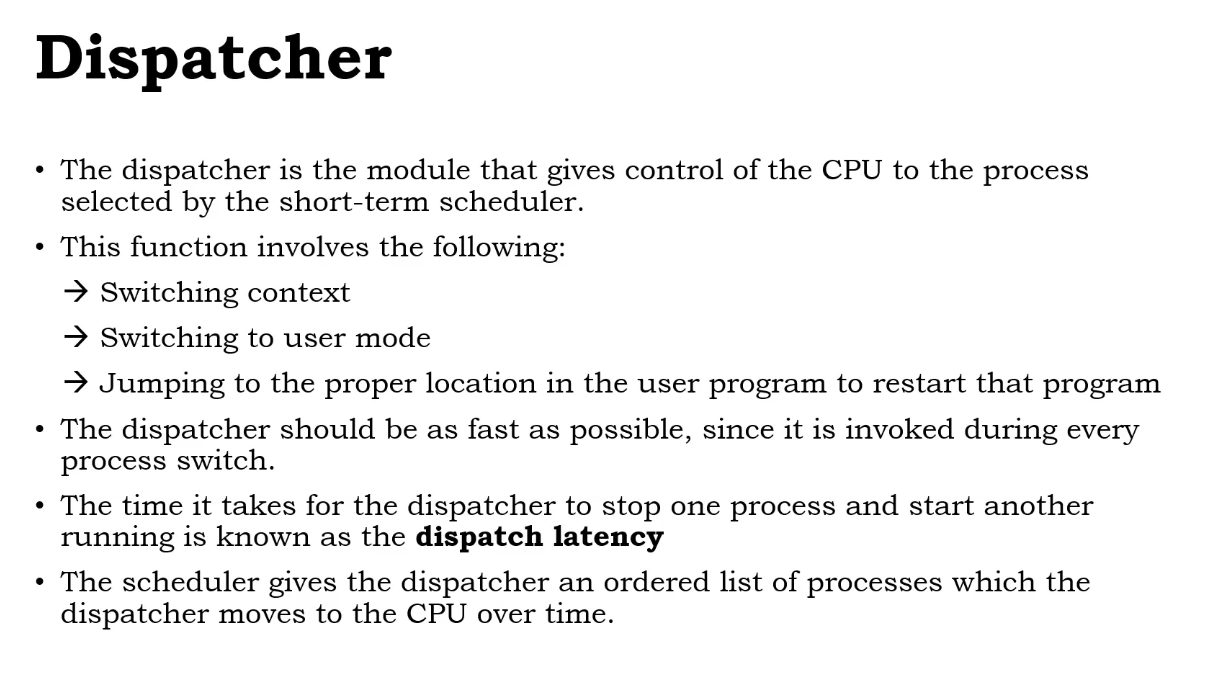 Dispatcher
• The dispatcher is the module that gives control of the CPU to the process
selected by the short-term scheduler.
• This function involves the following:
→ Switching context
→ Switching to user mode
→ Jumping to the proper location in the user program to restart that program
• The dispatcher should be as fast as possible, since it is invoked during every
process switch.
• The time it takes for the dispatcher to stop one process and start another
running is known as the dispatch latency
• The scheduler gives the dispatcher an ordered list of processes which the
dispatcher moves to the CPU over time.